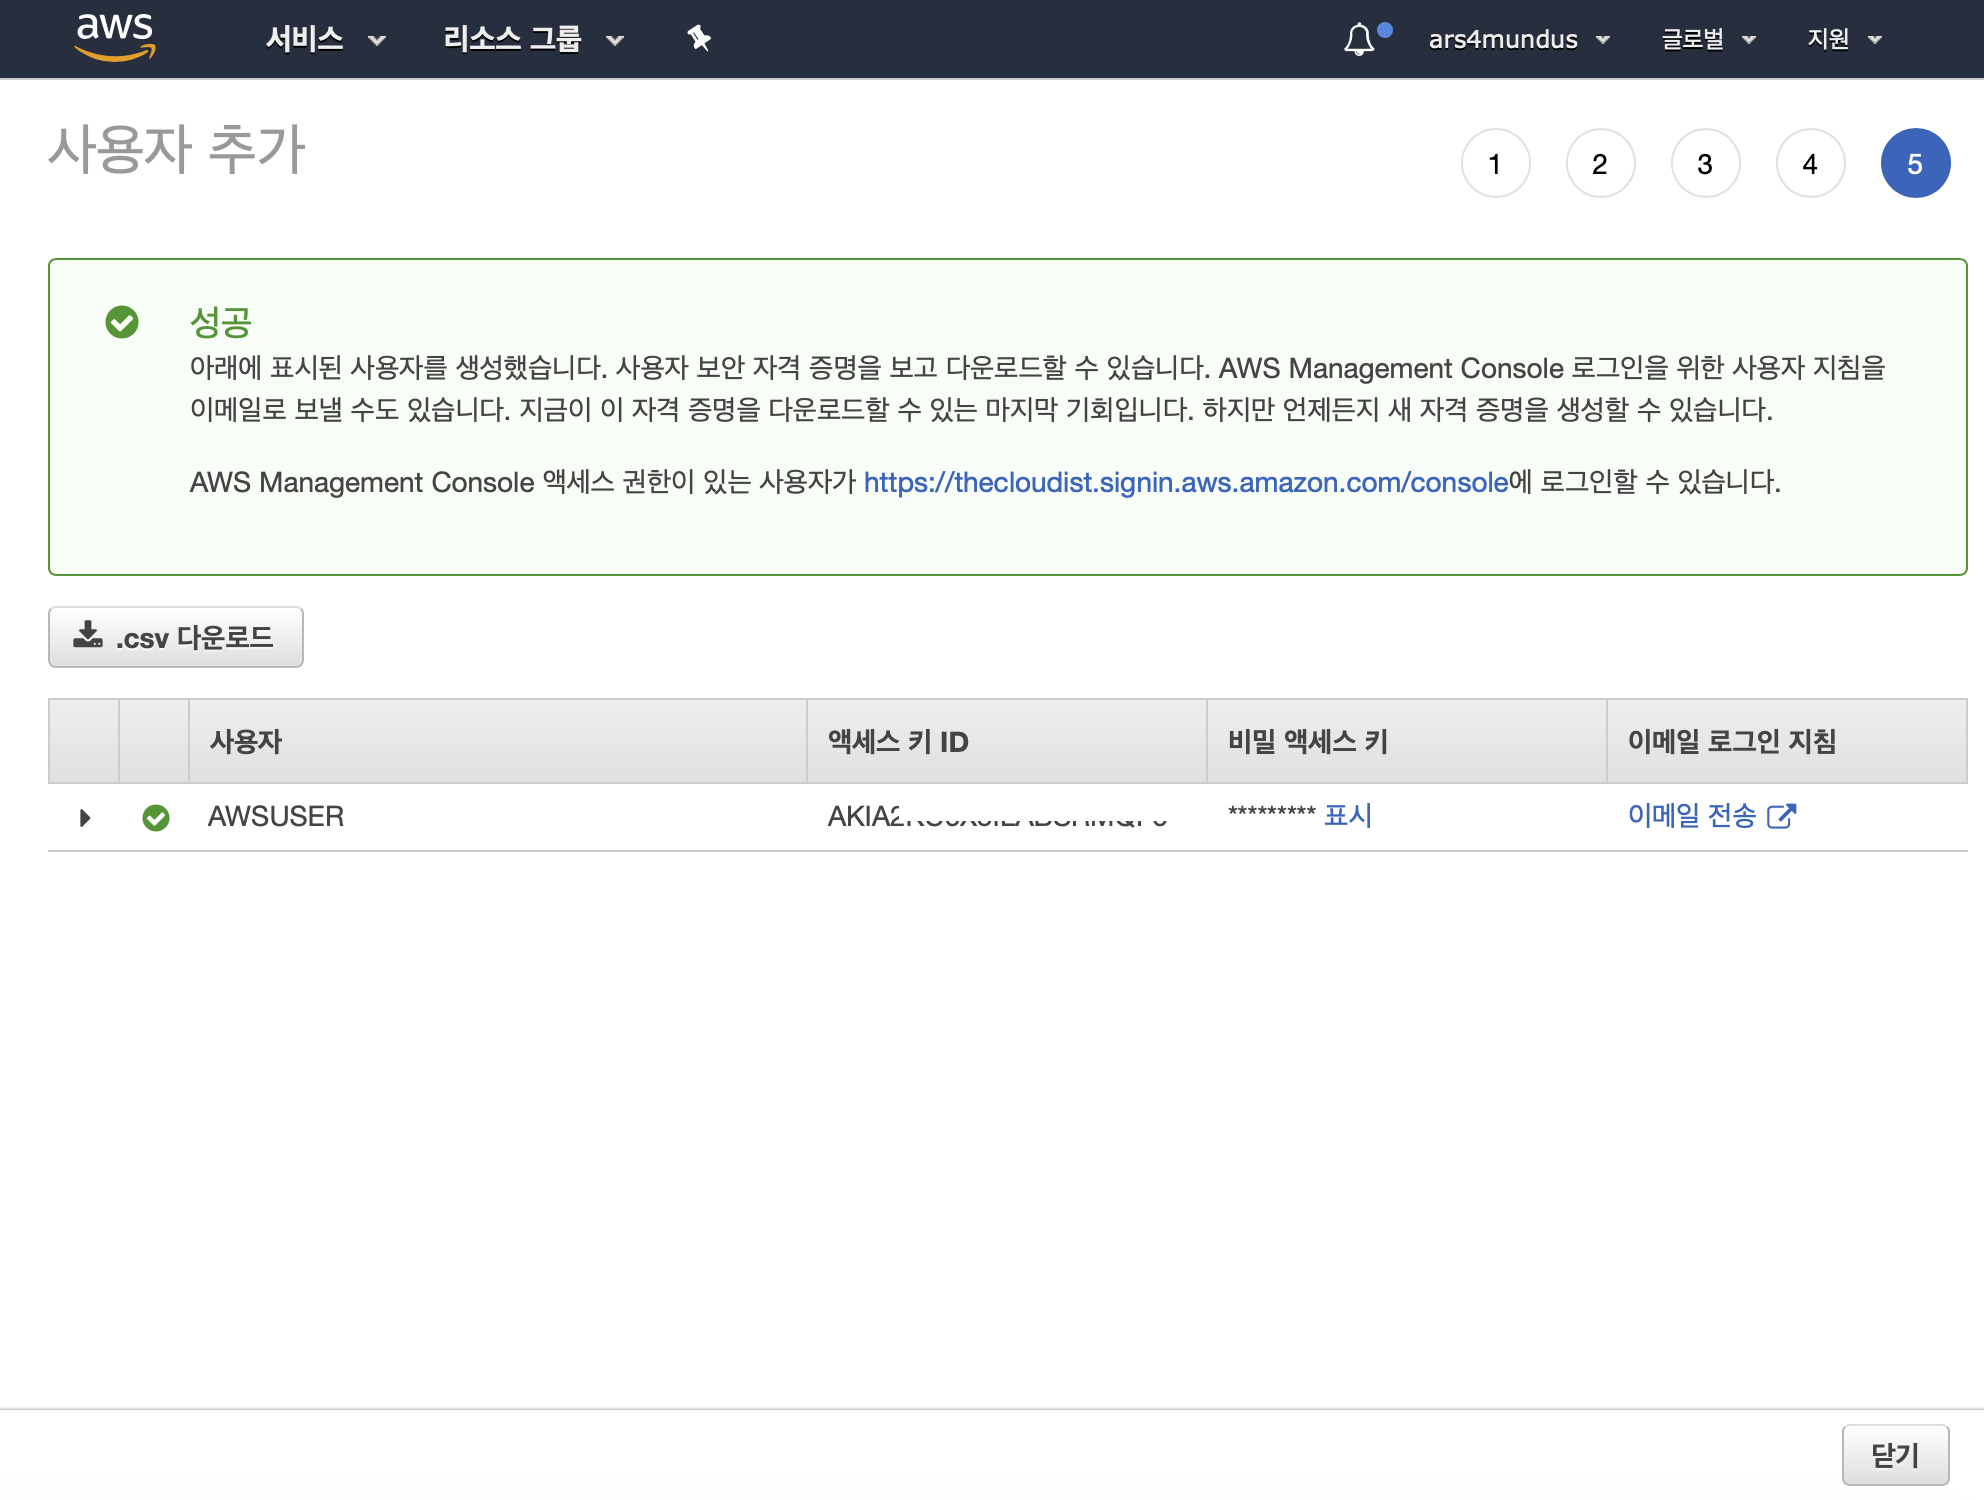 aws 서비스 리소스 그룹 ars4mundus 글로벌 지원
사용자 추가
1 2 3 4 5
성공
아래에 표시된 사용자를 생성했습니다. 사용자 보안 자격 증명을 보고 다운로드할 수 있습니다. AWS Management Console 로그인을 위한 사용자 지침을
이메일로 보낼 수도 있습니다. 지금이 이 자격 증명을 다운로드할 수 있는 마지막 기회입니다. 하지만 언제든지 새 자격 증명을 생성할 수 있습니다.
AWS Management Console 액세스 권한이 있는 사용자가 https://thecloudist.signin.aws.amazon.com/console에 로그인할 수 있습니다.
.csv 다운로드
사용자 액세스 키 ID 비밀 액세스 키 이메일 로그인 지침
AWSUSER ********* 표시 이메일 전송
닫기